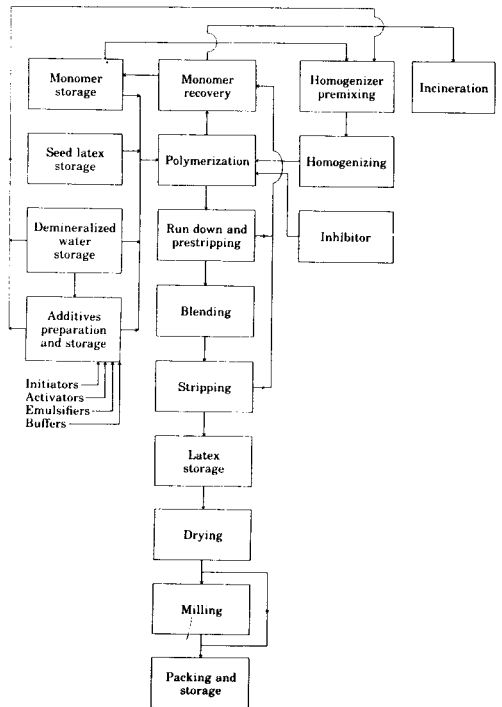 Monomer
storage
Monomer
recovery
Homogenizer
premixing
Incineration
Seed latex
storage
Polymerization
Homogenizing
Demineralized
water
storage
Run down and
prestripping
Inhibitor
Additives
preparation
and storage
Blending
Initiators
Activators
Emulsifiers
Buffers
Stripping
Latex
storage
Drying
Milling
Packing and
storage